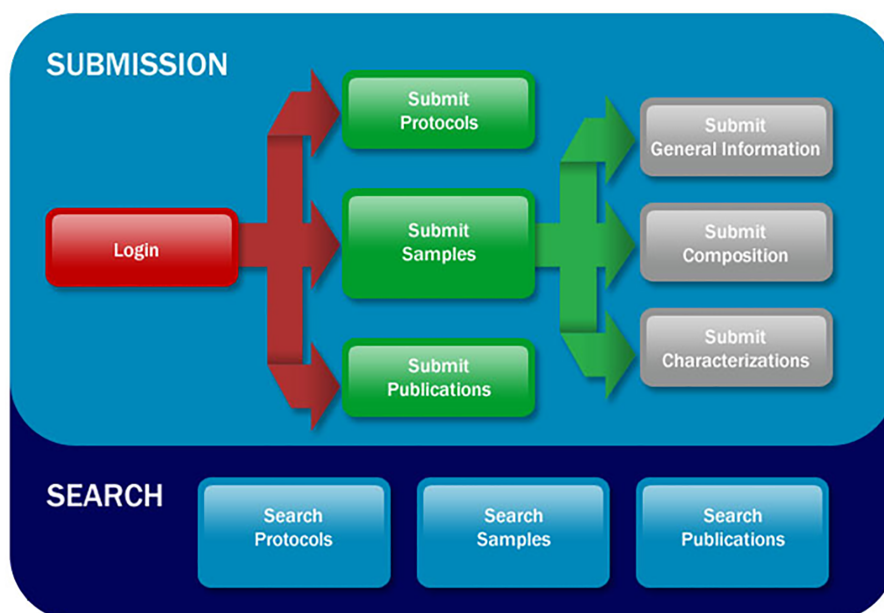 SUBMISSION
Submit
Protocols
Submit
General Information
Login
Submit
Samples
Submit
Composition
Submit
Publications
Submit
Characterizations
SEARCH
Search
Protocols
Search
Samples
Search
Publications